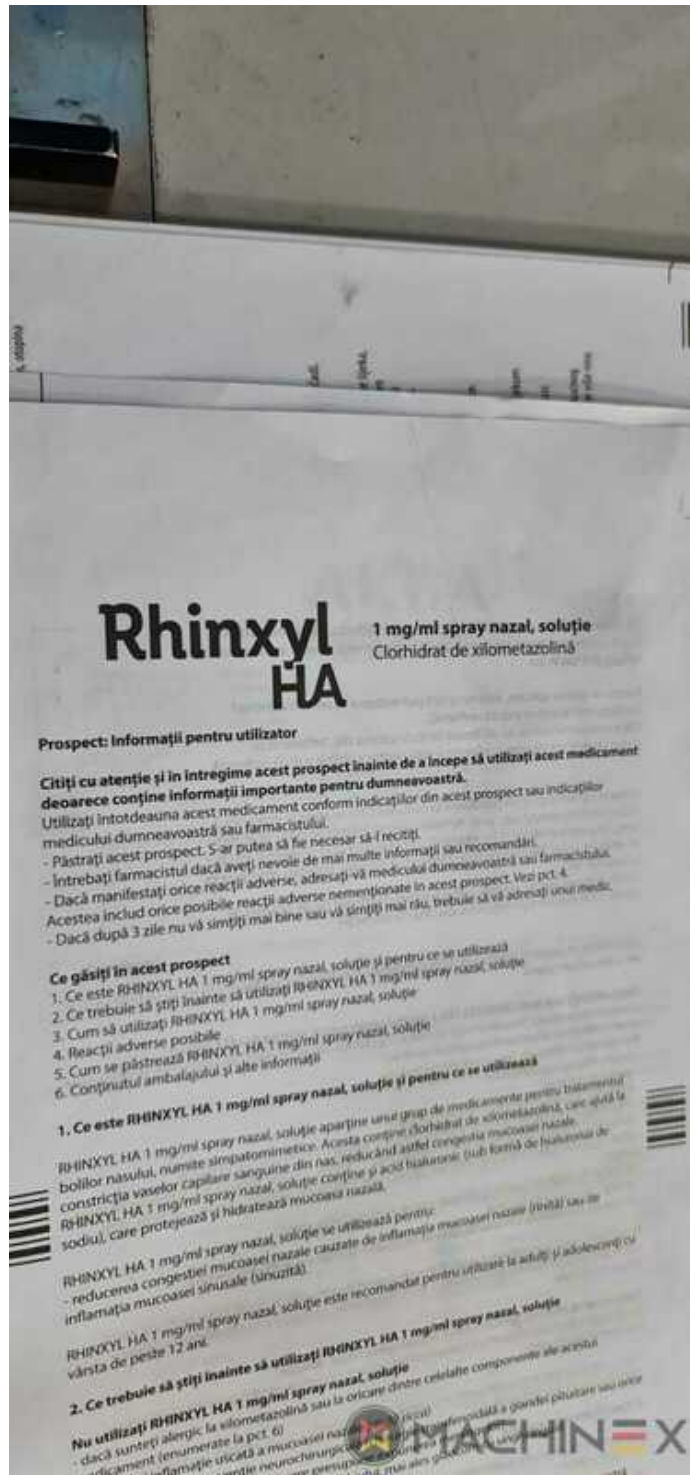 Rhinxyl
HA
1 mg/ml spray nazal, soluție
Clorhidrat de xilometazolină
Prospect: Informații pentru utilizator
Citiți cu atenție și în întregime acest prospect înainte de a începe să utilizați acest medicament
deoarece conține informații importante pentru dumneavoastră.
Utilizați întotdeauna acest medicament conform indicațiilor din acest prospect sau indicațiilor
medicului dumneavoastră sau farmacistului.
- Păstrați acest prospect. S-ar putea să fie necesar să-l recitiți.
- Întrebați farmacistul dacă aveți nevoie de mai multe informații sau recomandări.
- Dacă manifestați orice reacții adverse, adresați-vă medicului dumneavoastră sau farmacistului.
Acestea includ orice posibile reacții adverse nemenționate în acest prospect. Vezi pct. 4.
- Dacă după 3 zile nu vă simțiți mai bine sau vă simțiți mai rău, trebuie să vă adresați unui medic.
Ce găsiți în acest prospect
1. Ce este RHINXYL HA 1 mg/ml spray nazal, soluție și pentru ce se utilizează
2. Ce trebuie să știți înainte să utilizați RHINXYL HA 1 mg/ml spray nazal, soluție
3. Cum să utilizați RHINXYL HA 1 mg/ml spray nazal, soluție
4. Reacții adverse posibile
5. Cum se păstrează RHINXYL HA 1 mg/ml spray nazal, soluție
6. Conținutul ambalajului și alte informații
1. Ce este RHINXYL HA 1 mg/ml spray nazal, soluție și pentru ce se utilizează
RHINXYL HA 1 mg/ml spray nazal, soluție aparține unui grup de medicamente pentru tratamentul
bolilor nasului, numite simpatomimetice. Acesta conține clorhidrat de xilometazolină, care ajută la
constricția vaselor capilare sanguine din nas, reducând astfel congestia mucoasei nazale.
RHINXYL HA 1 mg/ml spray nazal, soluție conține și acid hialuronic (sub formă de hialuronat de
sodiu), care protejează și hidratează mucoasa nazală.
RHINXYL HA 1 mg/ml spray nazal, soluție se utilizează pentru:
- reducerea congestiei mucoasei nazale cauzate de inflamația mucoasei nazale (rinită) sau de
inflamația mucoasei sinusale (sinuzită).
RHINXYL HA 1 mg/ml spray nazal, soluție este recomandat pentru utilizare la adulți și adolescenți cu
vârsta de peste 12 ani.
2. Ce trebuie să știți înainte să utilizați RHINXYL HA 1 mg/ml spray nazal, soluție
Nu utilizați RHINXYL HA 1 mg/ml spray nazal, soluție
- dacă sunteți alergic la xilometazolină sau la oricare dintre celelalte componente ale acestui
(enumerate la pct. 6)
uscată a mucoasei
a glandei pituitare sau orice
MACHINEX